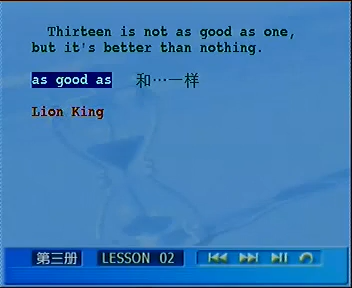 Thirteen is not as good as one,
but it's better than nothing.
as good as 和…一样
Lion King
第三册 LESSON 02